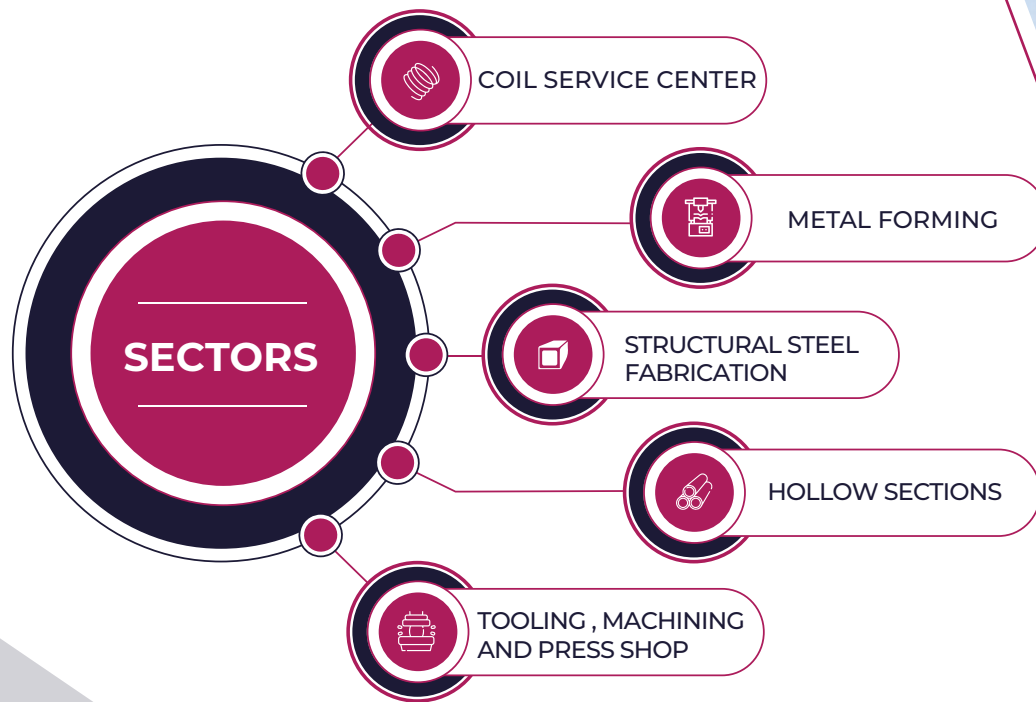 COIL SERVICE CENTER
METAL FORMING
SECTORS
STRUCTURAL STEEL
FABRICATION
HOLLOW SECTIONS
TOOLING , MACHINING
AND PRESS SHOP